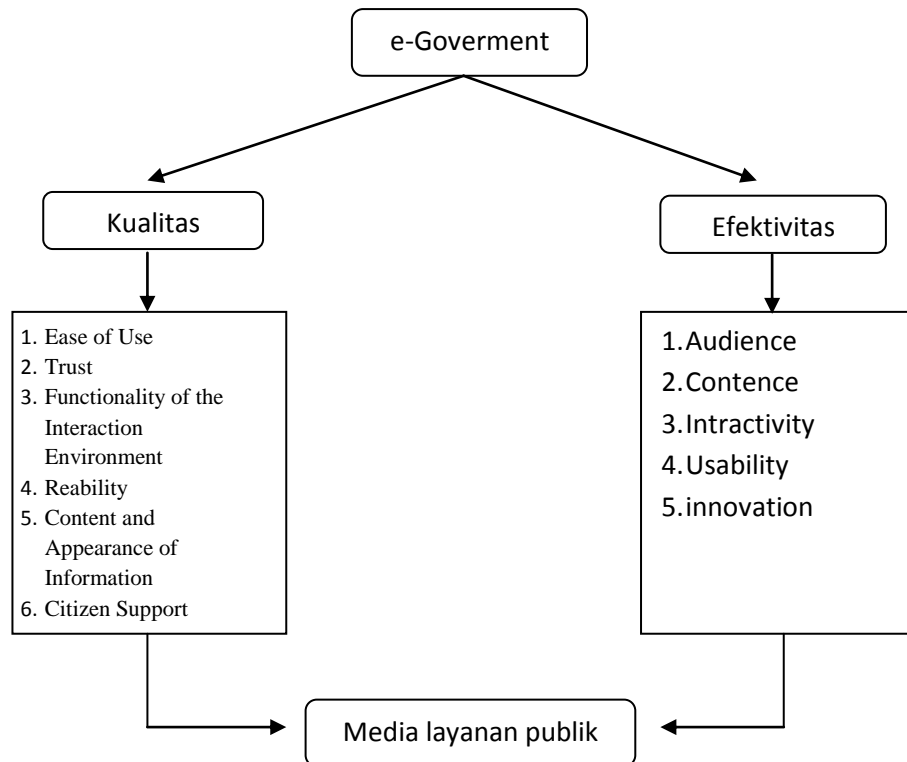 e-Goverment
Kualitas
1. Ease of Use
2. Trust
3. Functionality of the
Interaction
Environment
4. Reability
5. Content and
Appearance of
Information
6. Citizen Support
Efektivitas
1.Audience
2.Contence
3.Intractivity
4.Usability
5.innovation
Media layanan publik